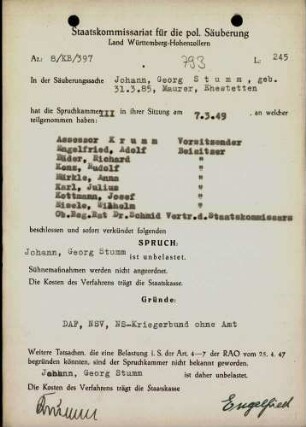 Staatskommissariat für die pol. Säuberung
Land Württemberg-Hohenzollern
Az: 8/KB/397
793
L. 245
In der Säuberungssache Johann, Georg S t u m m , geb.
31.3.85, Maurer, Ehestetten
hat die Spruchkammer III in ihrer Sitzung am 7.3.49 , an welcher
teilgenommen haben:
Assessor K r u m m Vorsitzender
Engelfried, Adolf Beisitzer
Bäder, Richard "
Kenz, Rudolf "
Märkle, Anna "
Karl, Julius "
Kottmann, Josef "
Eisele, Wilhelm "
Ob.Reg.Rat Dr.Schmid Vertr.d.Staatskommissars
beschlossen und sofort verkündet folgenden
SPRUCH:
Johann, Georg Stumm
ist unbelastet.
Sühnemaßnahmen werden nicht angeordnet.
Die Kosten des Verfahrens trägt die Staatskasse.
Gründe:
DAF, NSV, NS-Kriegerbund ohne Amt
Weitere Tatsachen, die eine Belastung i. S der Art. 4—7 der RAO vom 25. 4. 47
begründen könnten, sind der Spruchkammer nicht bekannt geworden.
Johann, Georg Stumm ist daher unbelastet.
Die Kosten des Verfahrens trägt die Staatskasse.
Engelfried